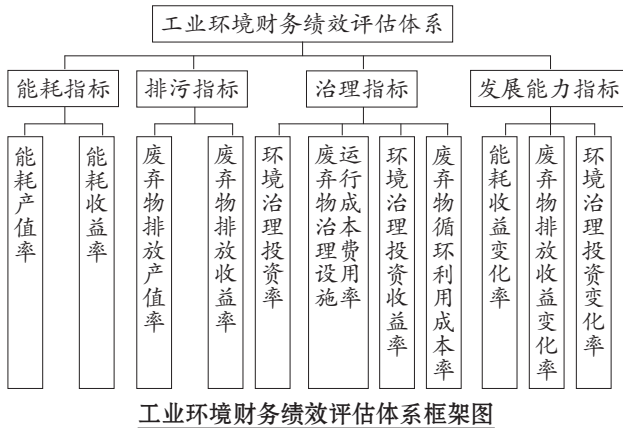 工业环境财务绩效评估体系
能耗指标
排污指标
治理指标
发展能力指标
能耗产值率
能耗收益率
废弃物排放产值率
废弃物排放收益率
环境治理投资率
废弃物治理设施
运行成本费用率
环境治理投资收益率
废弃物循环利用成本率
能耗收益变化率
废弃物排放收益变化率
环境治理投资变化率
工业环境财务绩效评估体系框架图